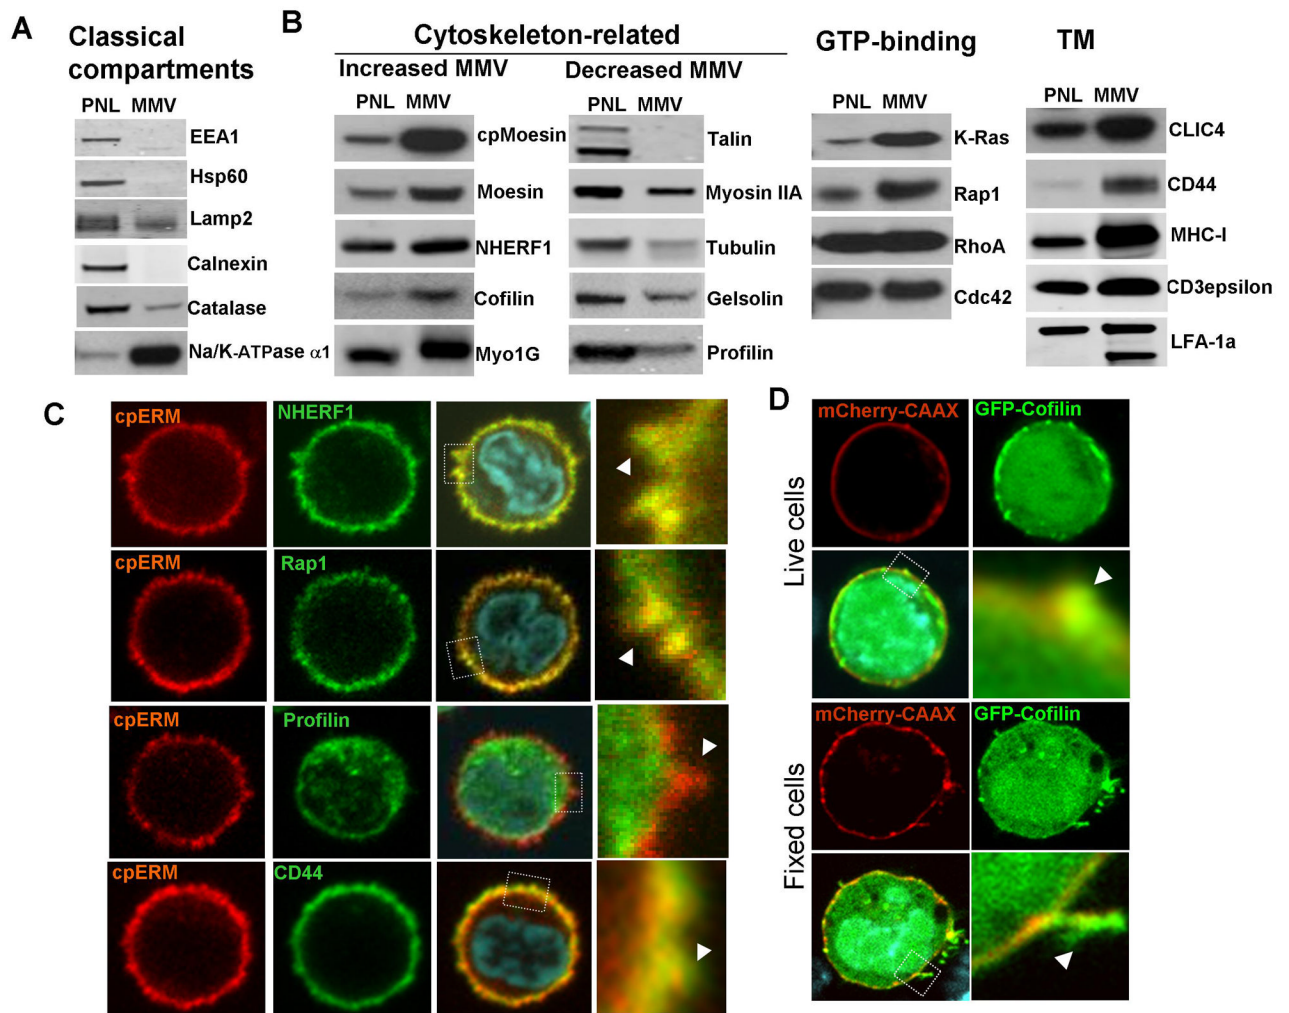 A
Classical
compartments
PNL MMV
EEA1
Hsp60
Lamp2
Calnexin
Catalase
Na/K-ATPase α1
B
Cytoskeleton-related
Increased MMV
PNL MMV
cpMoesin
Moesin
NHERF1
Cofilin
Myo1G
Decreased MMV
PNL MMV
Talin
Myosin IIA
Tubulin
Gelsolin
Profilin
GTP-binding
PNL MMV
K-Ras
Rap1
RhoA
Cdc42
TM
PNL MMV
CLIC4
CD44
MHC-I
CD3epsilon
LFA-1a
C
cpERM
NHERF1
cpERM
Rap1
cpERM
Profilin
cpERM
CD44
D
Live cells
mCherry-CAAX
GFP-Cofilin
Fixed cells
mCherry-CAAX
GFP-Cofilin